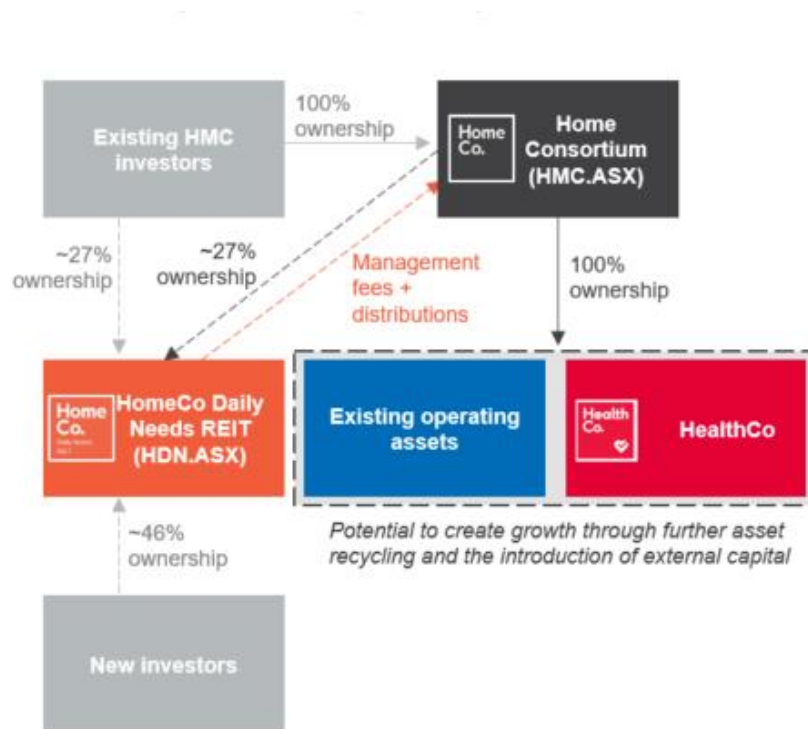 Existing HMC
investors
100%
ownership
Home
Co.
Home
Consortium
(HMC.ASX)
~27%
ownership
~27%
ownership
Management
fees +
distributions
100%
ownership
Home
Co.
HomeCo Daily
Needs REIT
(HDN.ASX)
Existing operating
assets
Health
Co.
HealthCo
~46%
ownership
Potential to create growth through further asset
recycling and the introduction of external capital
New investors